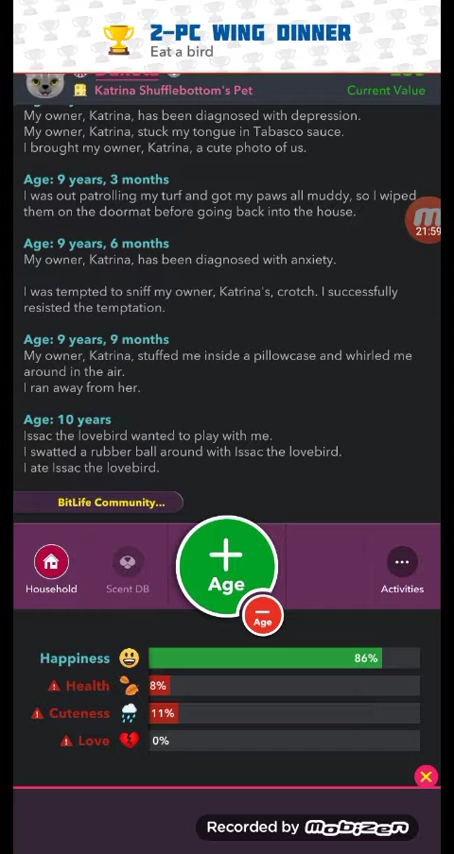 2-PC WING DINNER
Eat a bird
Katrina Shufflebottom's Pet
Current Value
My owner, Katrina, has been diagnosed with depression.
My owner, Katrina, stuck my tongue in Tabasco sauce.
I brought my owner, Katrina, a cute photo of us.
Age: 9 years, 3 months
I was out patrolling my turf and got my paws all muddy, so I wiped
them on the doormat before going back into the house.
21:59
Age: 9 years, 6 months
My owner, Katrina, has been diagnosed with anxiety.
I was tempted to sniff my owner, Katrina's, crotch. I successfully
resisted the temptation.
Age: 9 years, 9 months
My owner, Katrina, stuffed me inside a pillowcase and whirled me
around in the air.
I ran away from her.
Age: 10 years
Issac the lovebird wanted to play with me.
I swatted a rubber ball around with Issac the lovebird.
I ate Issac the lovebird.
BitLife Community...
Household
Scent DB
Age
Age
Activities
Happiness 86%
Health 8%
Cuteness 11%
Love 0%
Recorded by mobizen